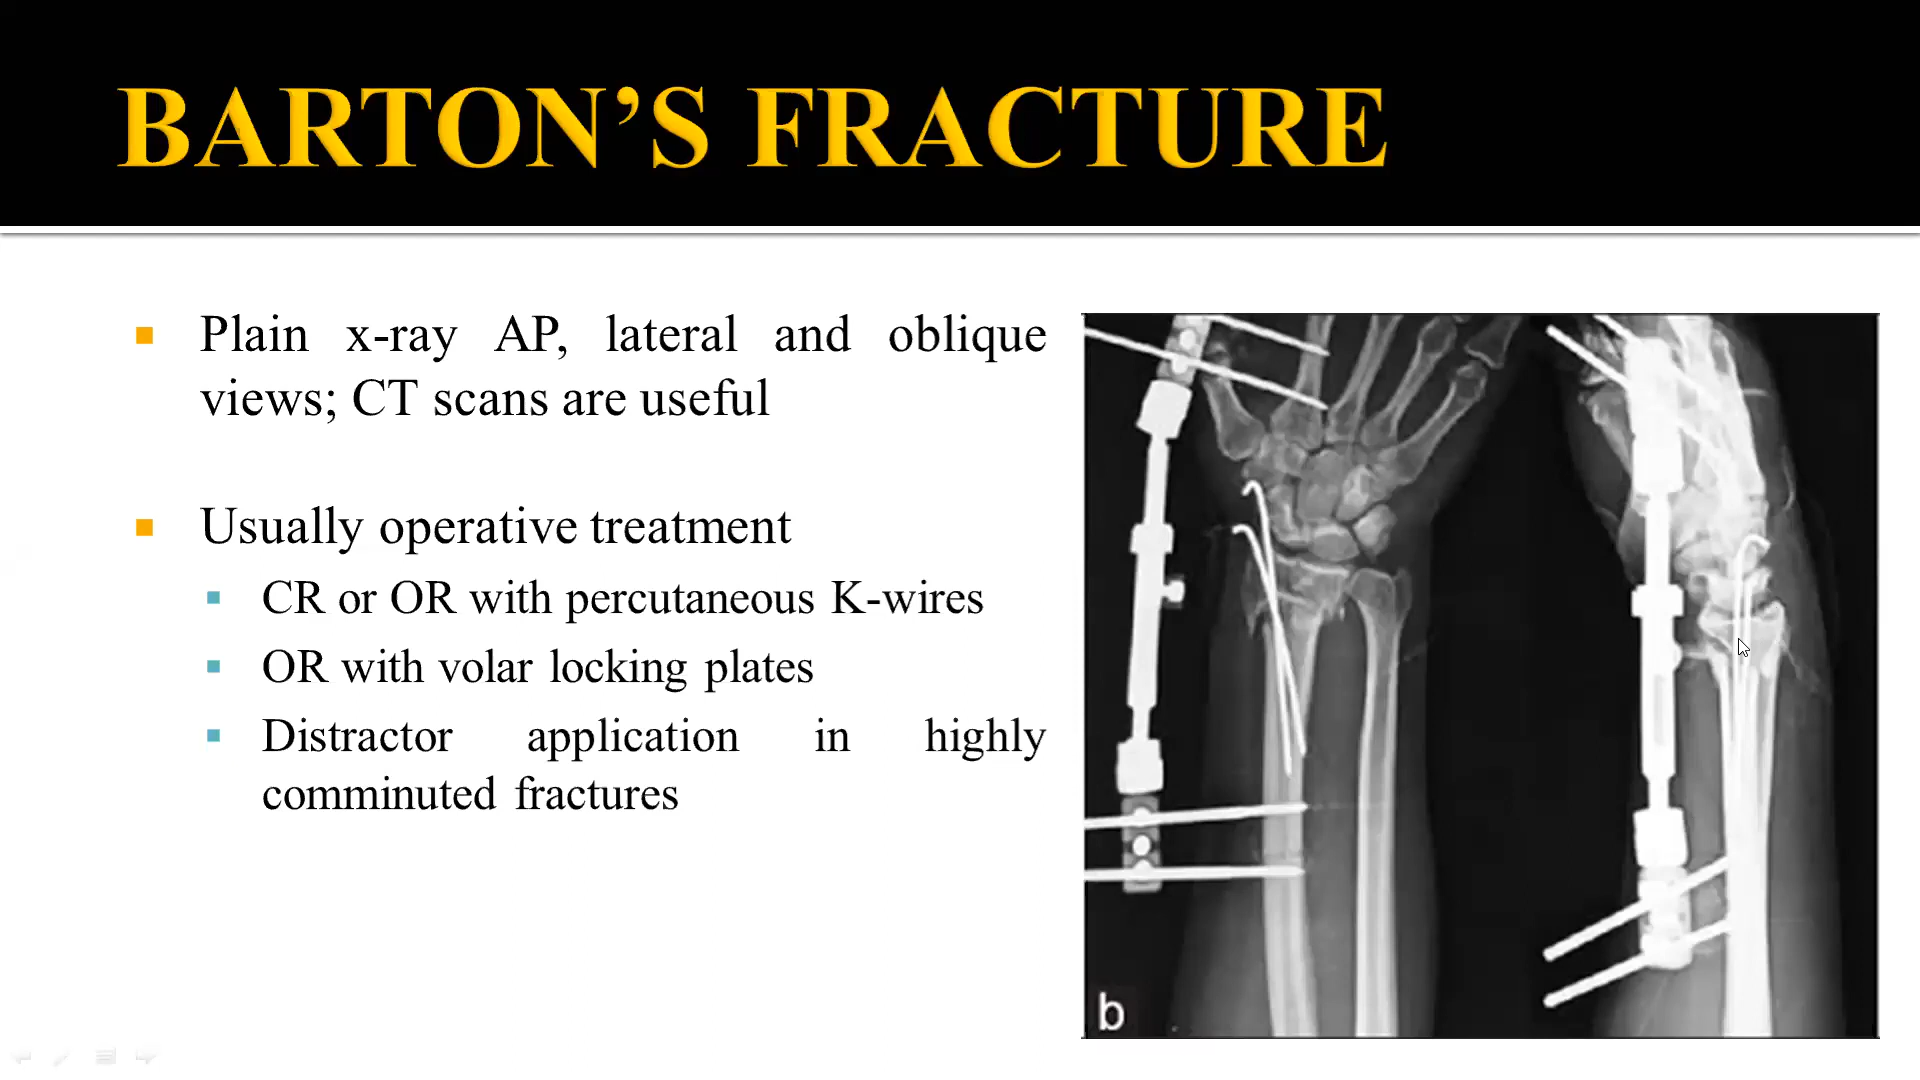 BARTON’S FRACTURE
Plain x-ray AP, lateral and oblique
views; CT scans are useful
Usually operative treatment
CR or OR with percutaneous K-wires
OR with volar locking plates
Distractor application in highly
comminuted fractures
b